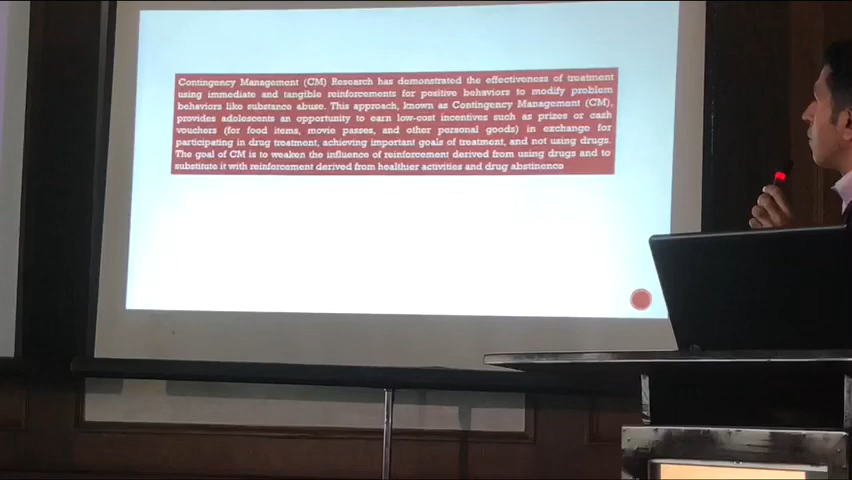 Contingency Management (CM) Research has demonstrated the effectiveness of treatment
using immediate and tangible reinforcements for positive behaviors to modify problem
behaviors like substance abuse. This approach, known as Contingency Management (CM),
provides adolescents an opportunity to earn low-cost incentives such as prizes or cash
vouchers (for food items, movie passes, and other personal goods) in exchange for
participating in drug treatment, achieving important goals of treatment, and not using drugs.
The goal of CM is to weaken the influence of reinforcement derived from using drugs and to
substitute it with reinforcement derived from healthier activities and drug abstinence